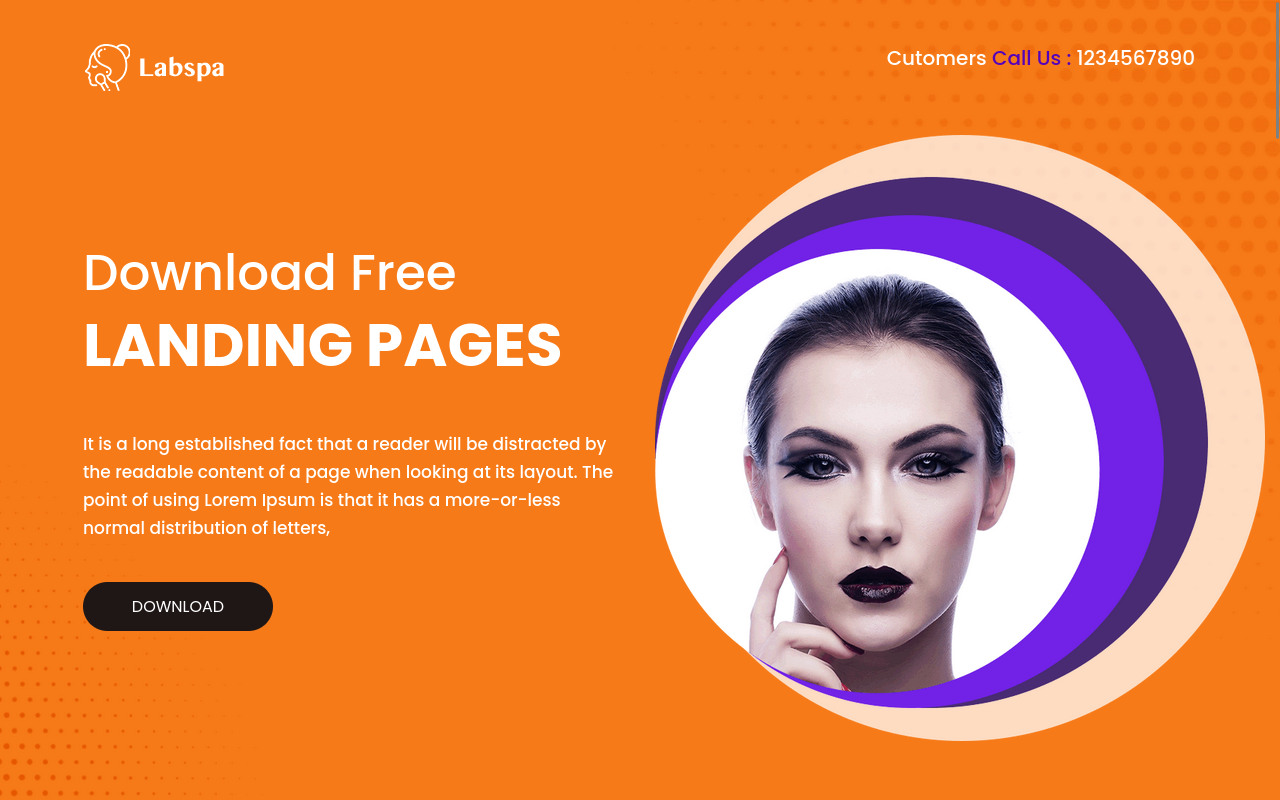 Labspa
Cutomers Call Us : 1234567890
Download Free
LANDING PAGES
It is a long established fact that a reader will be distracted by
the readable content of a page when looking at its layout. The
point of using Lorem Ipsum is that it has a more-or-less
normal distribution of letters,
DOWNLOAD